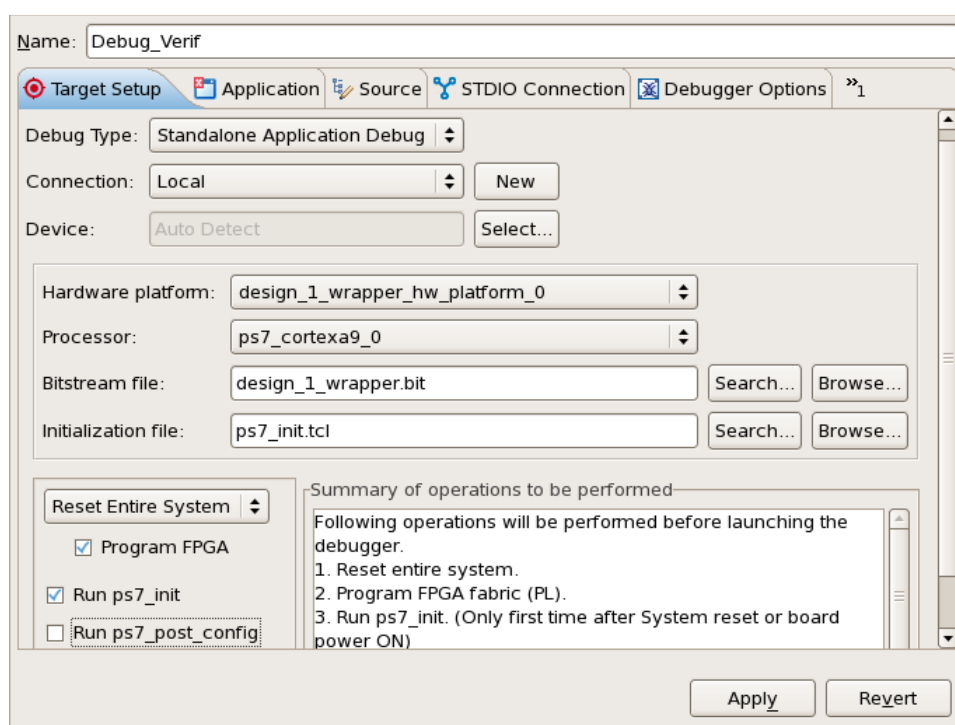 Name: Debug_Verif
Target Setup Application Source STDIO Connection Debugger Options »1
Debug Type: Standalone Application Debug
Connection: Local New
Device: Auto Detect Select...
Hardware platform: design_1_wrapper_hw_platform_0
Processor: ps7_cortexa9_0
Bitstream file: design_1_wrapper.bit Search... Browse...
Initialization file: ps7_init.tcl Search... Browse...
Reset Entire System
Program FPGA
Run ps7_init
Run ps7_post_config
Summary of operations to be performed
Following operations will be performed before launching the
debugger.
1. Reset entire system.
2. Program FPGA fabric (PL).
3. Run ps7_init. (Only first time after System reset or board
power ON)
Apply Revert